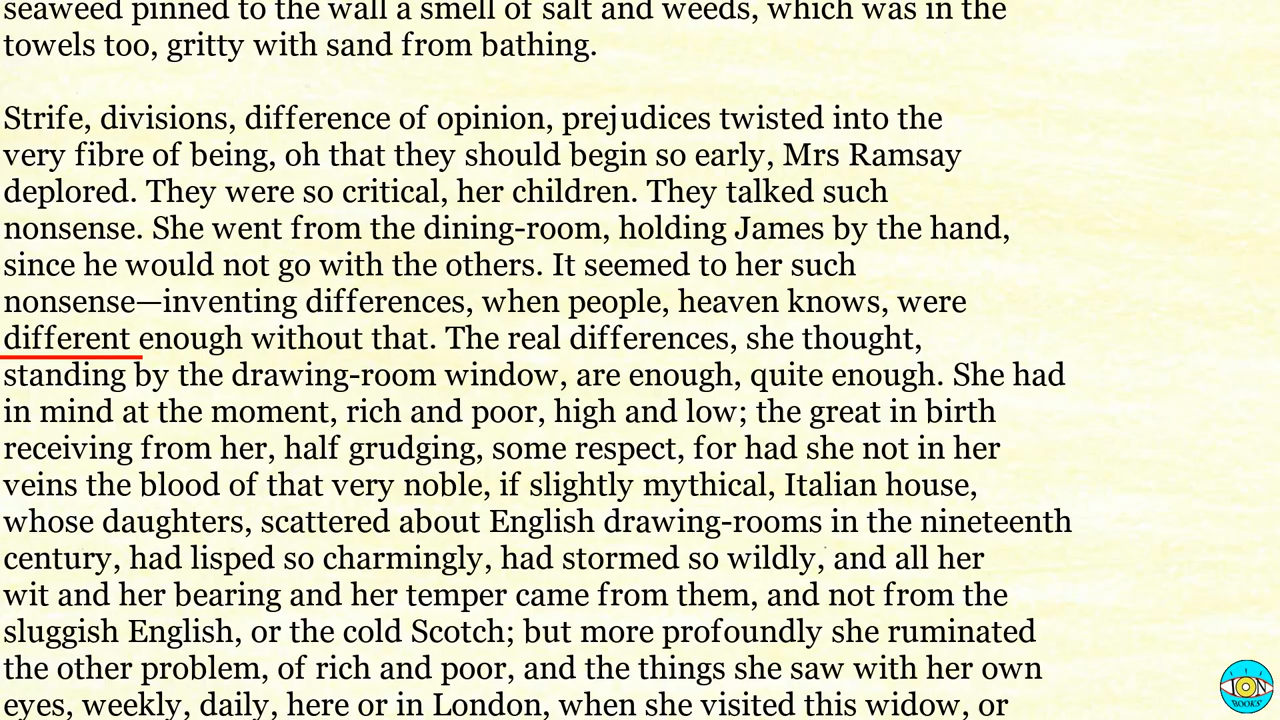 seaweed pinned to the wall a smell of salt and weeds, which was in the
towels too, gritty with sand from bathing.
Strife, divisions, difference of opinion, prejudices twisted into the
very fibre of being, oh that they should begin so early, Mrs Ramsay
deplored. They were so critical, her children. They talked such
nonsense. She went from the dining-room, holding James by the hand,
since he would not go with the others. It seemed to her such
nonsense—inventing differences, when people, heaven knows, were
different enough without that. The real differences, she thought,
standing by the drawing-room window, are enough, quite enough. She had
in mind at the moment, rich and poor, high and low; the great in birth
receiving from her, half grudging, some respect, for had she not in her
veins the blood of that very noble, if slightly mythical, Italian house,
whose daughters, scattered about English drawing-rooms in the nineteenth
century, had lisped so charmingly, had stormed so wildly, and all her
wit and her bearing and her temper came from them, and not from the
sluggish English, or the cold Scotch; but more profoundly she ruminated
the other problem, of rich and poor, and the things she saw with her own
eyes, weekly, daily, here or in London, when she visited this widow, or
ION
BOOKS